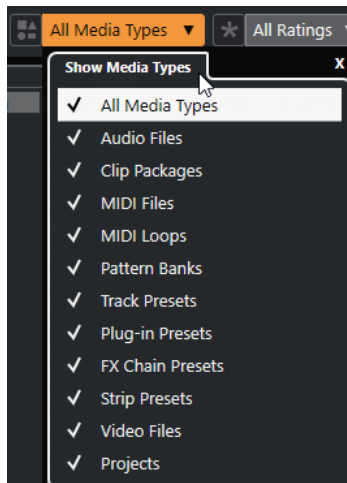 All Media Types ▼ All Ratings
Show Media Types X
✓ All Media Types
✓ Audio Files
✓ Clip Packages
✓ MIDI Files
✓ MIDI Loops
✓ Pattern Banks
✓ Track Presets
✓ Plug-in Presets
✓ FX Chain Presets
✓ Strip Presets
✓ Video Files
✓ Projects